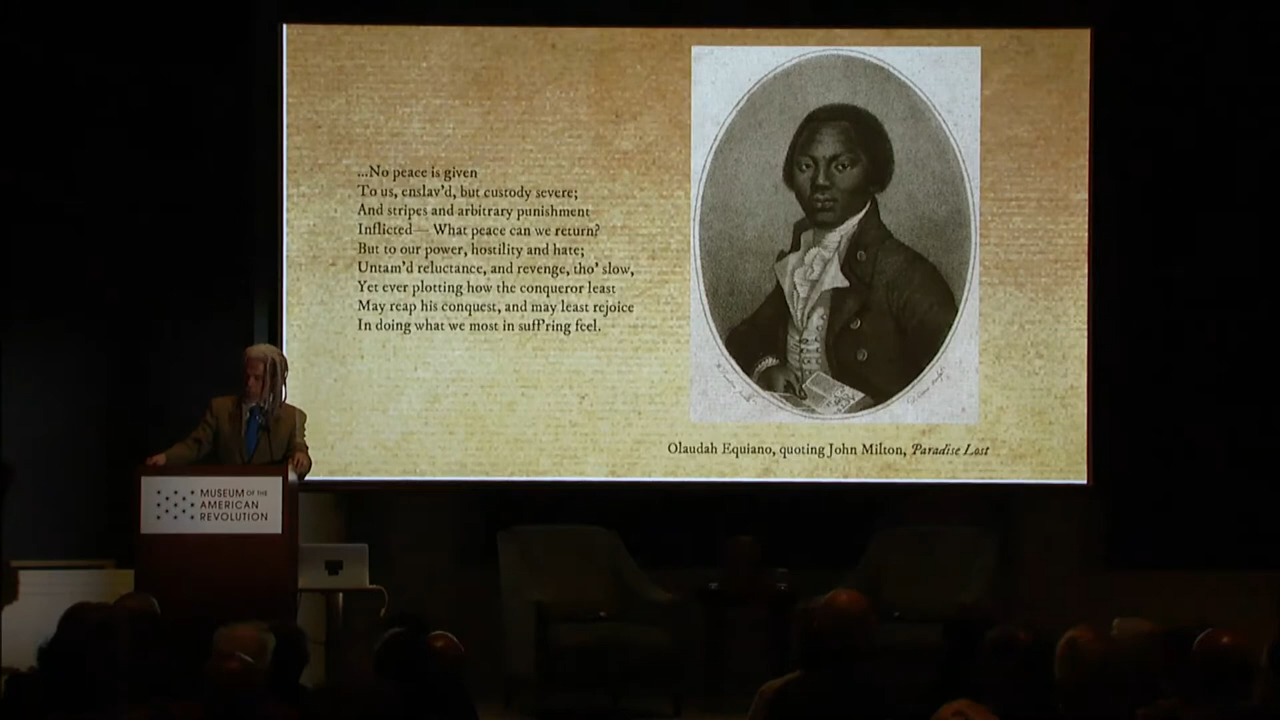 ...No peace is given
To us, enslav'd, but custody severe;
And stripes and arbitrary punishment
Inflicted— What peace can we return?
But to our power, hostility and hate;
Untam'd reluctance, and revenge, tho' slow,
Yet ever plotting how the conqueror least
May reap his conquest, and may least rejoice
In doing what we most in suff'ring feel.
Olaudah Equiano, quoting John Milton, Paradise Lost
MUSEUM OF THE
AMERICAN
REVOLUTION